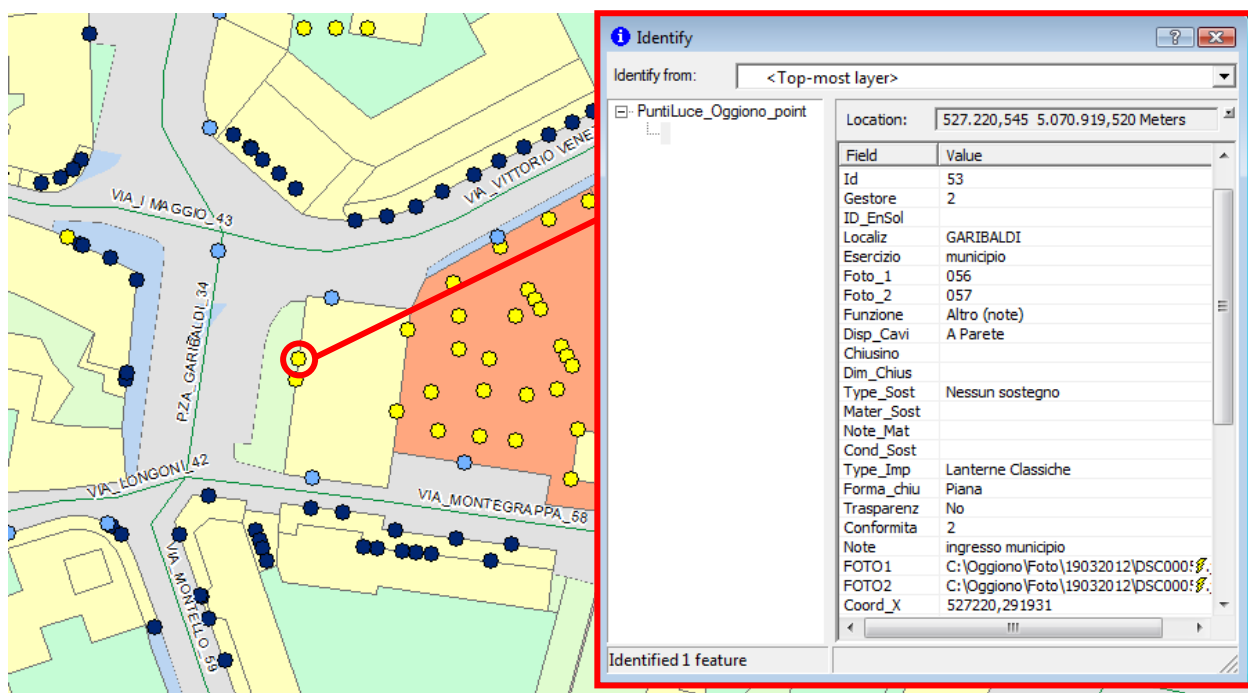 VIA_I MAGGIO_43
VIA_VITTORIO VENE
P.ZA_GARIBALDI_34
VIA_LONGONI_42
VIA_MONTEGRAPPA_58
VIA_MONTELLO_59
Identify
Identify from: <Top-most layer>
PuntiLuce_Oggiono_point
Location: 527.220,545 5.070.919,520 Meters
Field Value
Id 53
Gestore 2
ID_EnSol
Localiz GARIBALDI
Esercizio municipio
Foto_1 056
Foto_2 057
Funzione Altro (note)
Disp_Cavi A Parete
Chiusino
Dim_Chius
Type_Sost Nessun sostegno
Mater_Sost
Note_Mat
Cond_Sost
Type_Imp Lanterne Classiche
Forma_chiu Piana
Trasparenz No
Conformita 2
Note ingresso municipio
FOTO1 C:\Oggiono\Foto\19032012\DSC000
FOTO2 C:\Oggiono\Foto\19032012\DSC000
Coord_X 527220,291931
Identified 1 feature